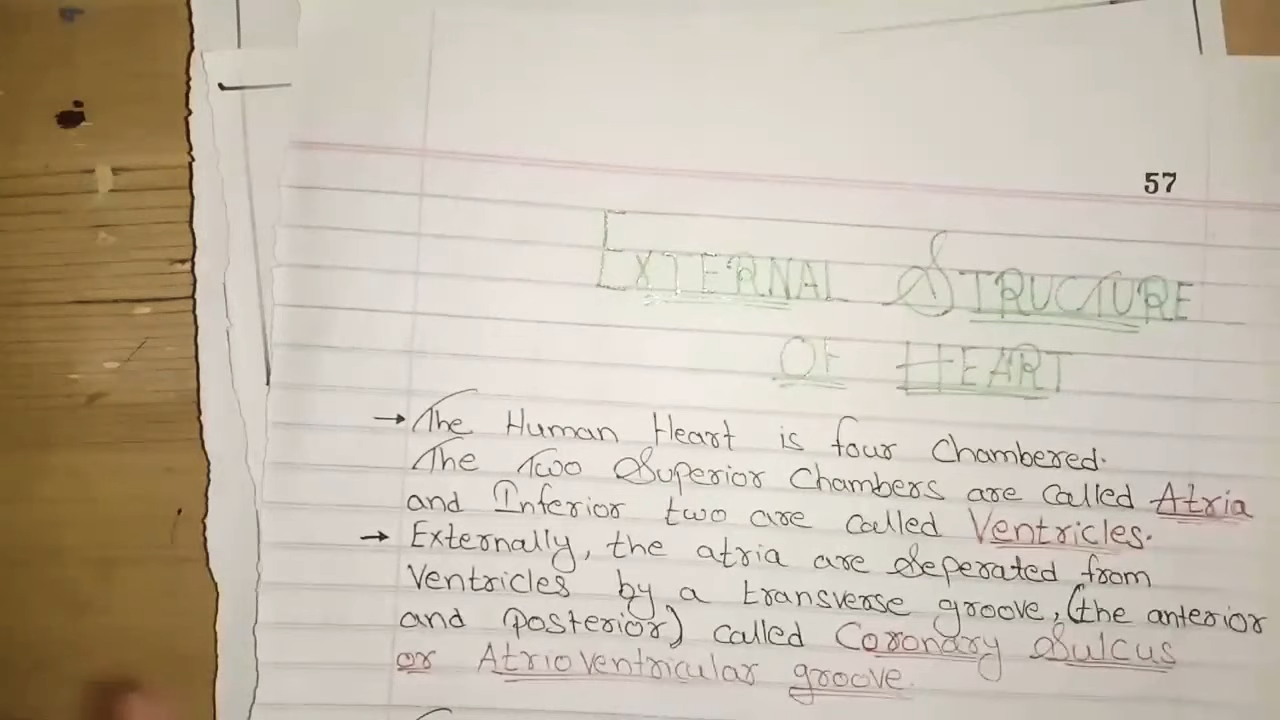 57
EXTERNAL STRUCTURE
OF HEART
→ The Human Heart is four Chambered.
The Two Superior Chambers are called Atria
and Inferior two are called Ventricles.
→ Externally, the atria are Seperated from
Ventricles by a transverse groove, (the anterior
and posterior) called Coronary Sulcus
or Atrioventricular groove.